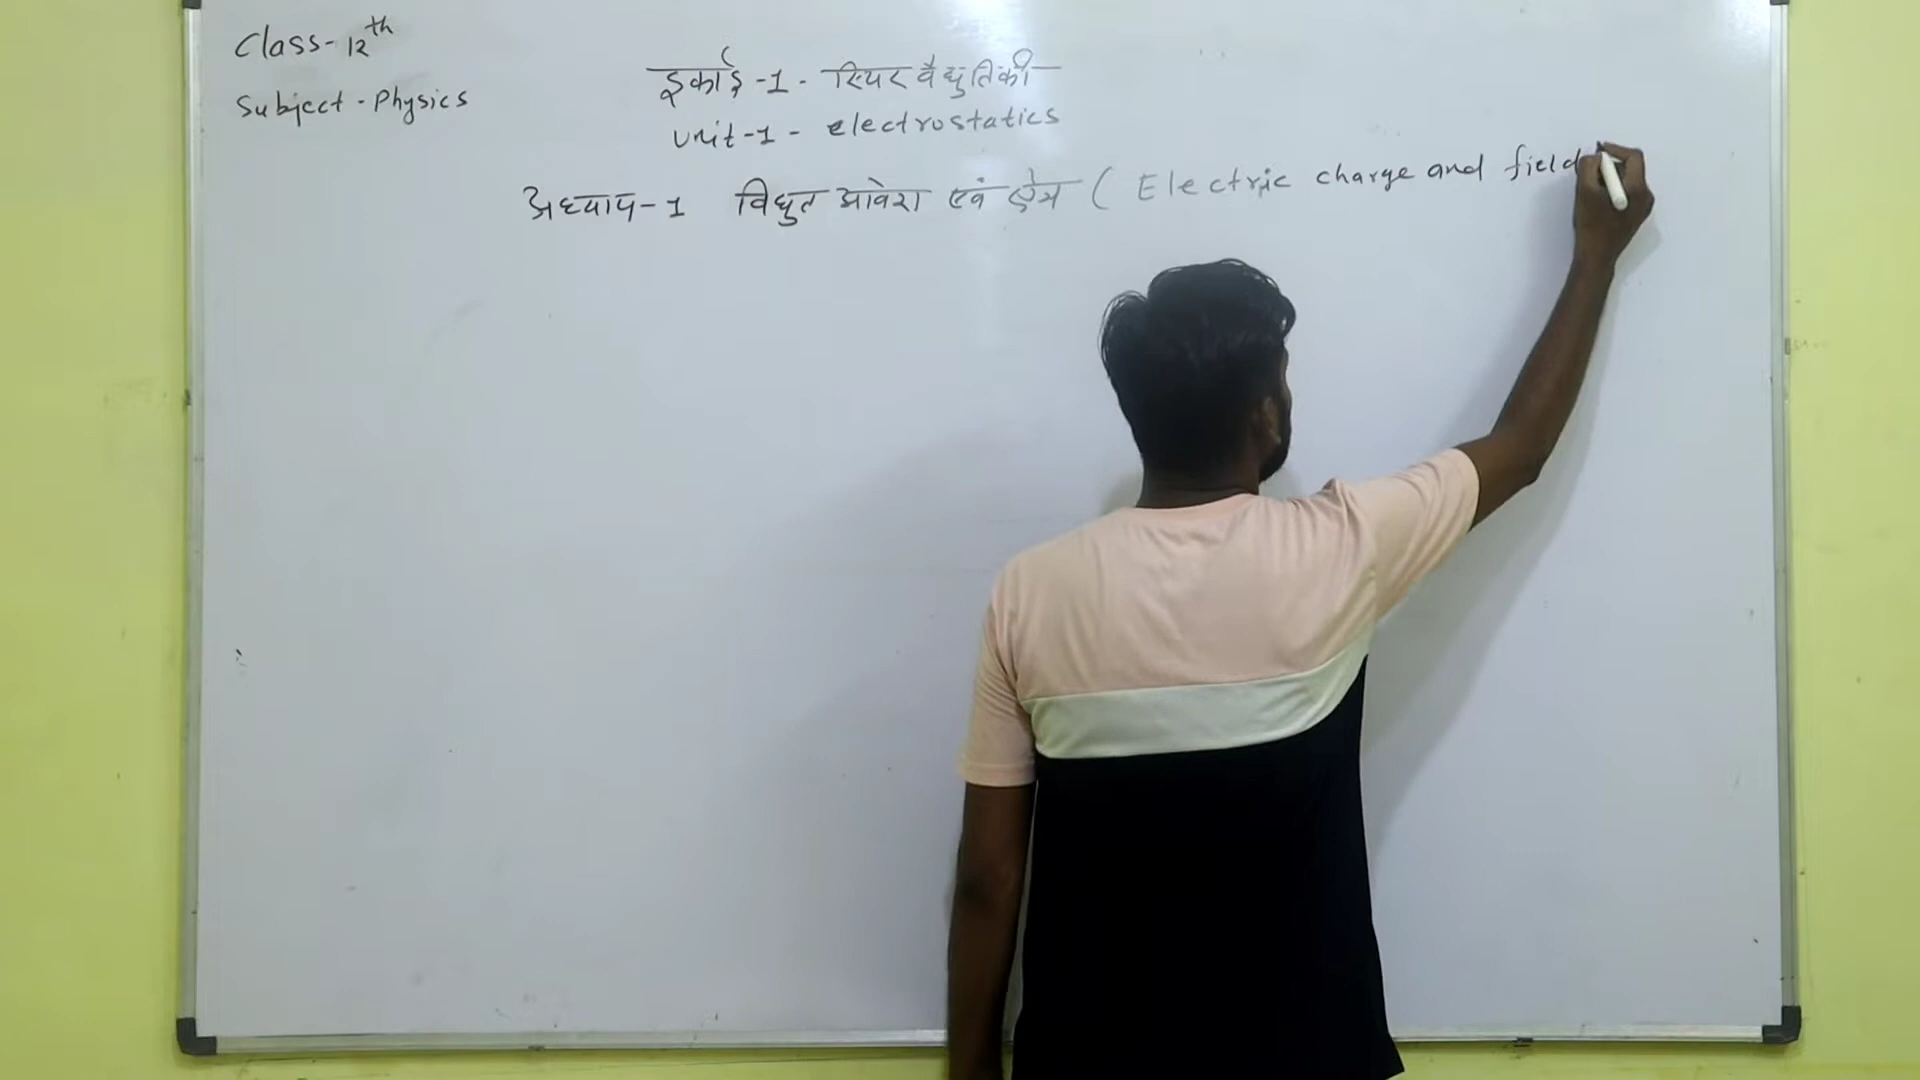 Class- 12th
Subject - Physics
इकाई -1 - स्थिर वैद्युतिकी
Unit-1 - electrostatics
अध्याय-1 विधुत आवेश एवं क्षेत्र ( Electric charge and field